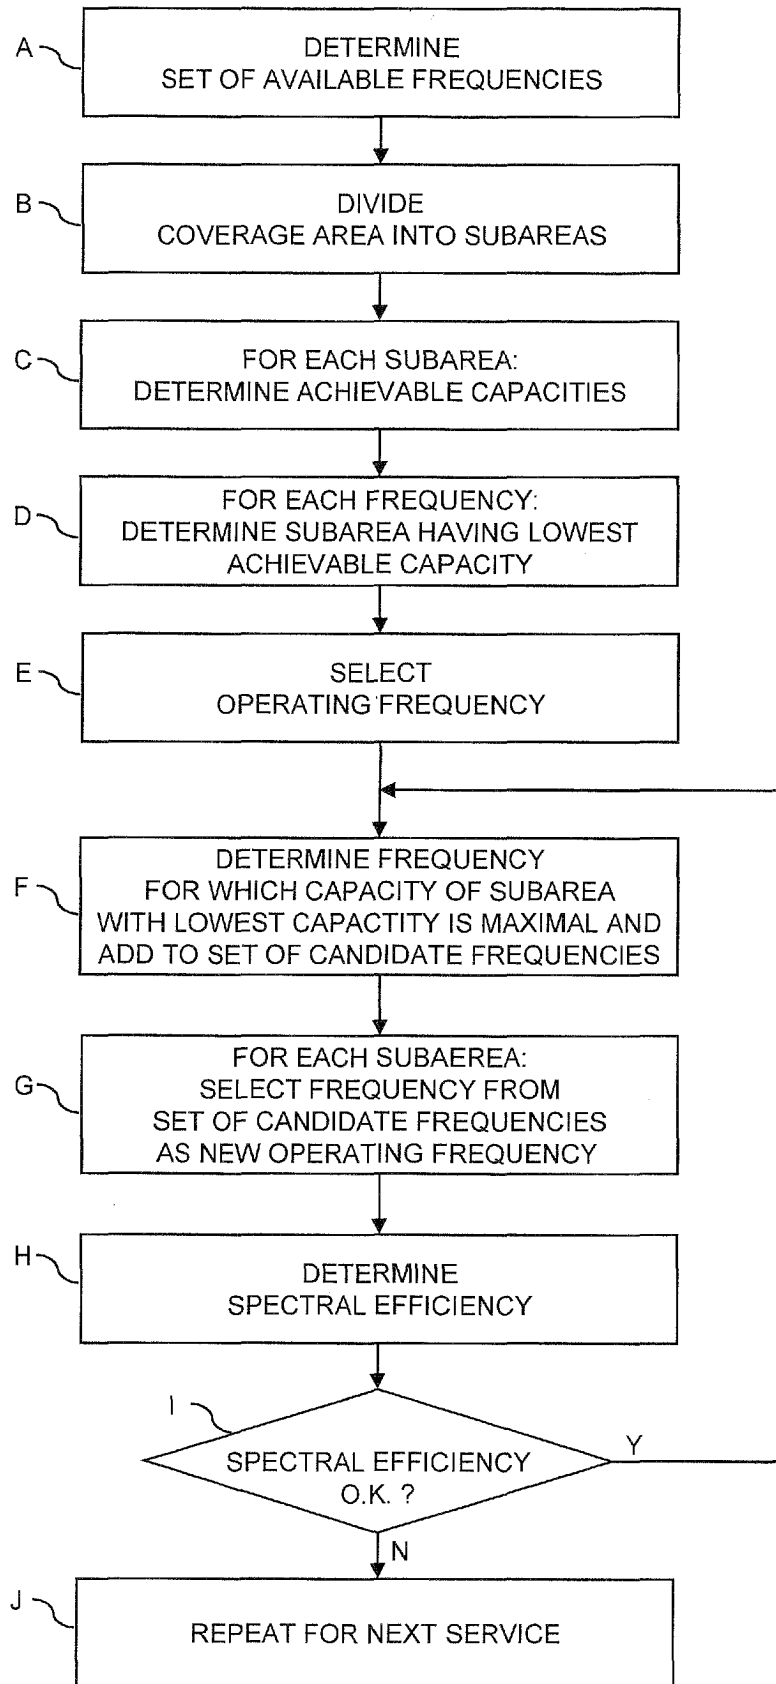 A
DETERMINE
SET OF AVAILABLE FREQUENCIES
B
DIVIDE
COVERAGE AREA INTO SUBAREAS
C
FOR EACH SUBAREA:
DETERMINE ACHIEVABLE CAPACITIES
D
FOR EACH FREQUENCY:
DETERMINE SUBAREA HAVING LOWEST
ACHIEVABLE CAPACITY
E
SELECT
OPERATING FREQUENCY
F
DETERMINE FREQUENCY
FOR WHICH CAPACITY OF SUBAREA
WITH LOWEST CAPACTITY IS MAXIMAL AND
ADD TO SET OF CANDIDATE FREQUENCIES
G
FOR EACH SUBAEREA:
SELECT FREQUENCY FROM
SET OF CANDIDATE FREQUENCIES
AS NEW OPERATING FREQUENCY
H
DETERMINE
SPECTRAL EFFICIENCY
I
SPECTRAL EFFICIENCY
O.K. ?
Y
N
J
REPEAT FOR NEXT SERVICE